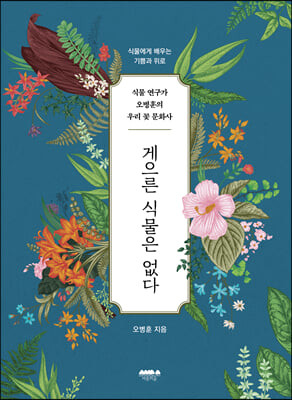 식물에게 배우는
기쁨과 위로
식물 연구가
오병훈의
우리 꽃 문화사
게으른 식물은 없다
오병훈 지음